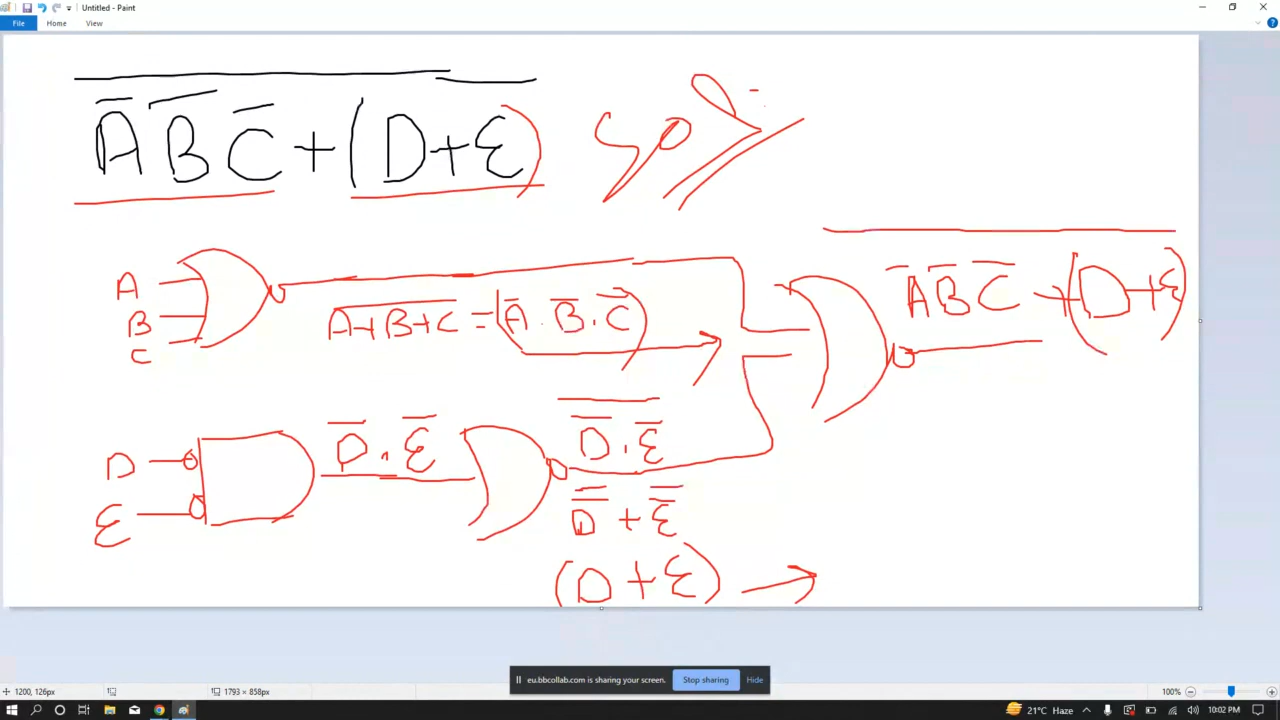 Untitled - Paint
File Home View
A̅ B̅ C̅ + (D+E)
Sol:
A
B
C
A+B+C = (A̅ . B̅ . C̅)
A̅ B̅ C̅ + (D+E)
D
E
D̅ . E̅
D̅ . E̅
D̿ + E̿
(D + E) →
eu.bbcollab.com is sharing your screen. Stop sharing Hide
1200, 126px 1793 × 858px 100%
21°C Haze 10:02 PM